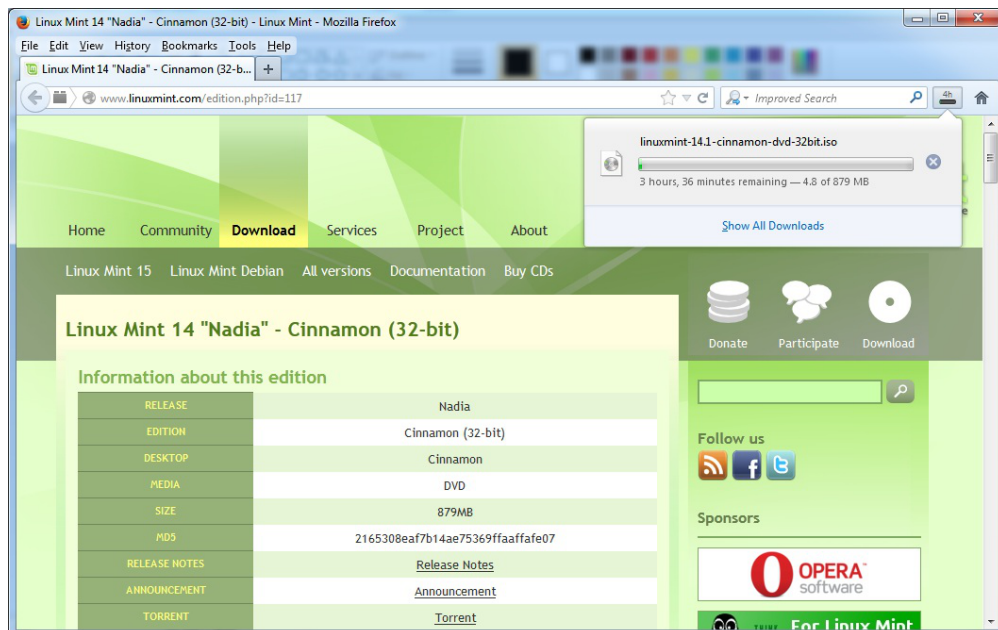 Linux Mint 14 "Nadia" - Cinnamon (32-bit) - Linux Mint - Mozilla Firefox
File Edit View History Bookmarks Tools Help
Linux Mint 14 "Nadia" - Cinnamon (32-b... +
www.linuxmint.com/edition.php?id=117
Improved Search
4h
linuxmint-14.1-cinnamon-dvd-32bit.iso
3 hours, 36 minutes remaining — 4.8 of 879 MB
Show All Downloads
Home Community Download Services Project About
Linux Mint 15 Linux Mint Debian All versions Documentation Buy CDs
Donate Participate Download
Linux Mint 14 "Nadia" - Cinnamon (32-bit)
Information about this edition
RELEASE Nadia
EDITION Cinnamon (32-bit)
DESKTOP Cinnamon
MEDIA DVD
SIZE 879MB
MD5 2165308eaf7b14ae75369ffaaffafe07
RELEASE NOTES Release Notes
ANNOUNCEMENT Announcement
TORRENT Torrent
Follow us
Sponsors
OPERA
software
THINK For Linux Mint